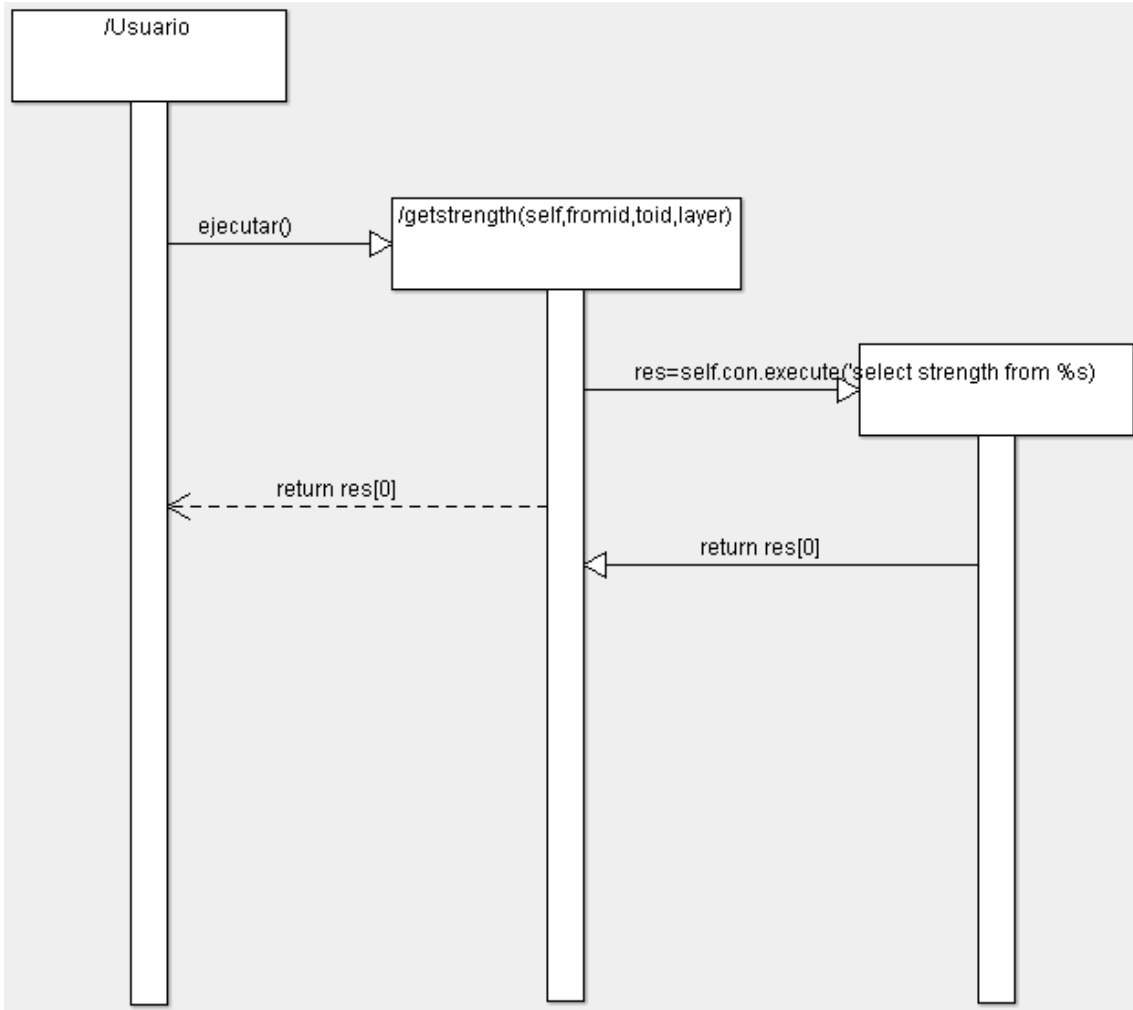 /Usuario
ejecutar()
/getstrength(self,fromid,toid,layer)
res=self.con.execute('select strength from %s)
return res[0]
return res[0]